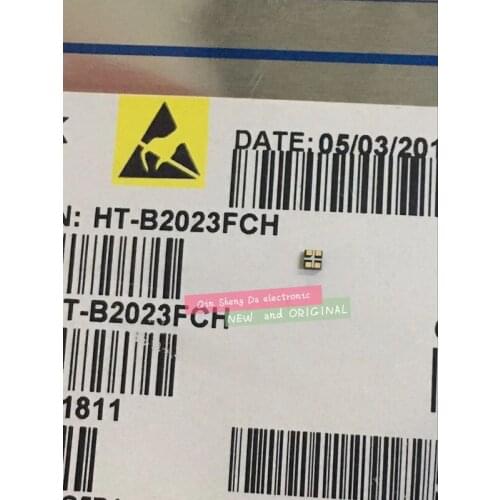 DATE: 05/03/201
N: HT-B2023FCH
Qin Sheng Da electronic
NEW and ORIGINAL
T-B2023FCH
1811